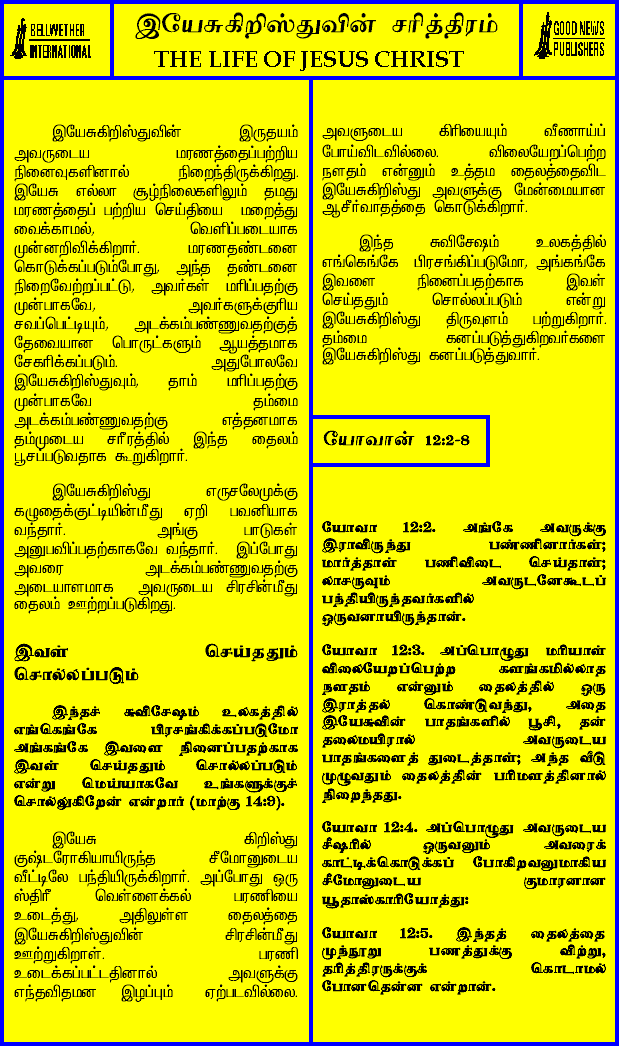 BELLWETHER
INTERNATIONAL
இயேசுகிறிஸ்துவின் சரித்திரம்
THE LIFE OF JESUS CHRIST
GOOD NEWS
PUBLISHERS
இயேசுகிறிஸ்துவின் இருதயம்
அவருடைய மரணத்தைப்பற்றிய
நினைவுகளினால் நிறைந்திருக்கிறது.
இயேசு எல்லா சூழ்நிலைகளிலும் தமது
மரணத்தைப் பற்றிய செய்தியை மறைத்து
வைக்காமல், வெளிப்படையாக
முன்னறிவிக்கிறார். மரணதண்டனை
கொடுக்கப்படும்போது, அந்த தண்டனை
நிறைவேற்றப்பட்டு, அவர்கள் மரிப்பதற்கு
முன்பாகவே, அவர்களுக்குரிய
சவப்பெட்டியும், அடக்கம்பண்ணுவதற்குத்
தேவையான பொருட்களும் ஆயத்தமாக
சேகரிக்கப்படும். அதுபோலவே
இயேசுகிறிஸ்துவும், தாம் மரிப்பதற்கு
முன்பாகவே தம்மை
அடக்கம்பண்ணுவதற்கு எத்தனமாக
தம்முடைய சரீரத்தில் இந்த தைலம்
பூசப்படுவதாக கூறுகிறார்.
இயேசுகிறிஸ்து எருசலேமுக்கு
கழுதைக்குட்டியின்மீது ஏறி பவனியாக
வந்தார். அங்கு பாடுகள்
அனுபவிப்பதற்காகவே வந்தார். இப்போது
அவரை அடக்கம்பண்ணுவதற்கு
அடையாளமாக அவருடைய சிரசின்மீது
தைலம் ஊற்றப்படுகிறது.
இவள் செய்ததும்
சொல்லப்படும்
இந்தச் சுவிசேஷம் உலகத்தில்
எங்கெங்கே பிரசங்கிக்கப்படுமோ
அங்கங்கே இவளை நினைப்பதற்காக
இவள் செய்ததும் சொல்லப்படும்
என்று மெய்யாகவே உங்களுக்குச்
சொல்லுகிறேன் என்றார் (மாற்கு 14:9).
இயேசு கிறிஸ்து
குஷ்டரோகியாயிருந்த சீமோனுடைய
வீட்டிலே பந்தியிருக்கிறார். அப்போது ஒரு
ஸ்திரீ வெள்ளைக்கல் பரணியை
உடைத்து, அதிலுள்ள தைலத்தை
இயேசுகிறிஸ்துவின் சிரசின்மீது
ஊற்றுகிறாள். பரணி
உடைக்கப்பட்டதினால் அவளுக்கு
எந்தவிதமான இழப்பும் ஏற்படவில்லை.
அவளுடைய கிரியையும் வீணாய்ப்
போய்விடவில்லை. விலையேறப்பெற்ற
நளதம் என்னும் உத்தம தைலத்தைவிட
இயேசுகிறிஸ்து அவளுக்கு மேன்மையான
ஆசீர்வாதத்தை கொடுக்கிறார்.
இந்த சுவிசேஷம் உலகத்தில்
எங்கெங்கே பிரசங்கிப்படுமோ, அங்கங்கே
இவளை நினைப்பதற்காக இவள்
செய்ததும் சொல்லப்படும் என்று
இயேசுகிறிஸ்து திருவுளம் பற்றுகிறார்.
தம்மை கனப்படுத்துகிறவர்களை
இயேசுகிறிஸ்து கனப்படுத்துவார்.
யோவான் 12:2-8
யோவா 12:2. அங்கே அவருக்கு
இராவிருந்து பண்ணினார்கள்;
மார்த்தாள் பணிவிடை செய்தாள்;
லாசருவும் அவருடனேகூடப்
பந்தியிருந்தவர்களில்
ஒருவனாயிருந்தான்.
யோவா 12:3. அப்பொழுது மரியாள்
விலையேறப்பெற்ற களங்கமில்லாத
நளதம் என்னும் தைலத்தில் ஒரு
இராத்தல் கொண்டுவந்து, அதை
இயேசுவின் பாதங்களில் பூசி, தன்
தலைமயிரால் அவருடைய
பாதங்களைத் துடைத்தாள்; அந்த வீடு
முழுவதும் தைலத்தின் பரிமளத்தினால்
நிறைந்தது.
யோவா 12:4. அப்பொழுது அவருடைய
சீஷரில் ஒருவனும் அவரைக்
காட்டிக்கொடுக்கப் போகிறவனுமாகிய
சீமோனுடைய குமாரனான
யூதாஸ்காரியோத்து:
யோவா 12:5. இந்தத் தைலத்தை
முந்நூறு பணத்துக்கு விற்று,
தரித்திரருக்குக் கொடாமல்
போனதென்ன என்றான்.